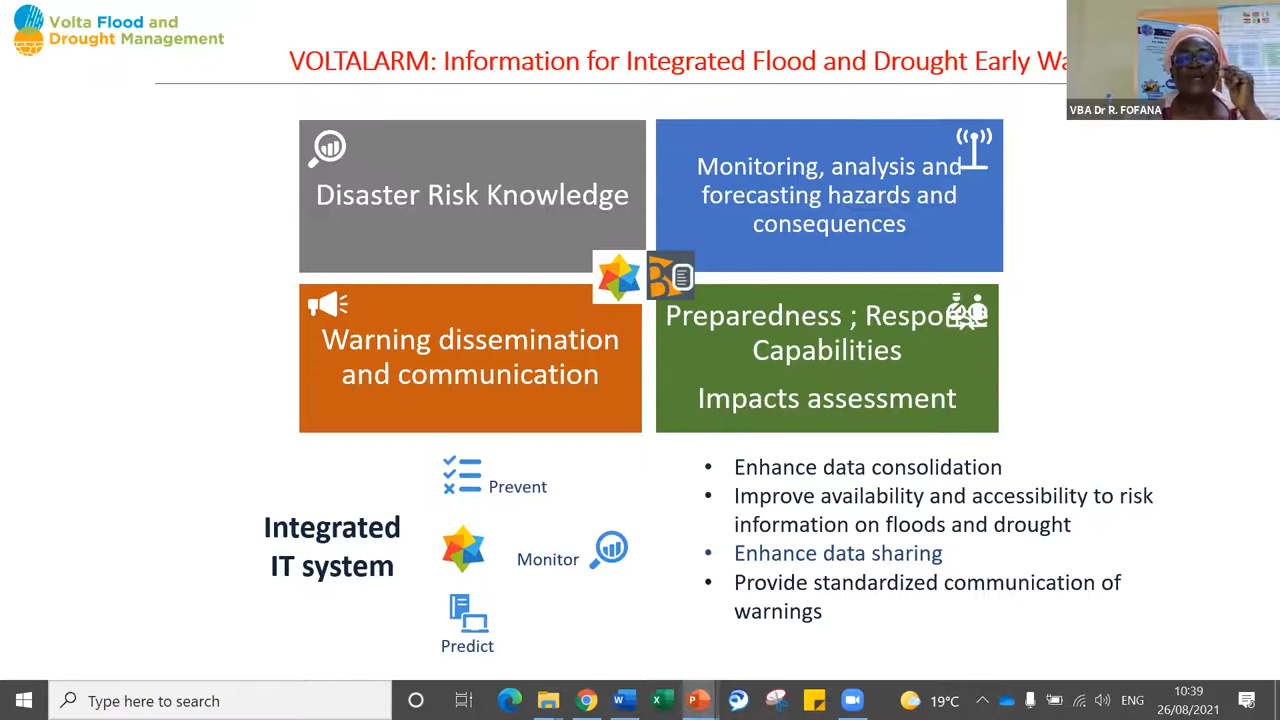 Volta Flood and
Drought Management
VOLTALARM: Information for Integrated Flood and Drought Early
VBA Dr R. FOFANA
Disaster Risk Knowledge
Monitoring, analysis and
forecasting hazards and
consequences
Warning dissemination
and communication
Preparedness ; Response
Capabilities
Impacts assessment
Prevent
Integrated
IT system
Monitor
Predict
• Enhance data consolidation
• Improve availability and accessibility to risk
information on floods and drought
• Enhance data sharing
• Provide standardized communication of
warnings
Type here to search
19°C
ENG
10:39
26/08/2021